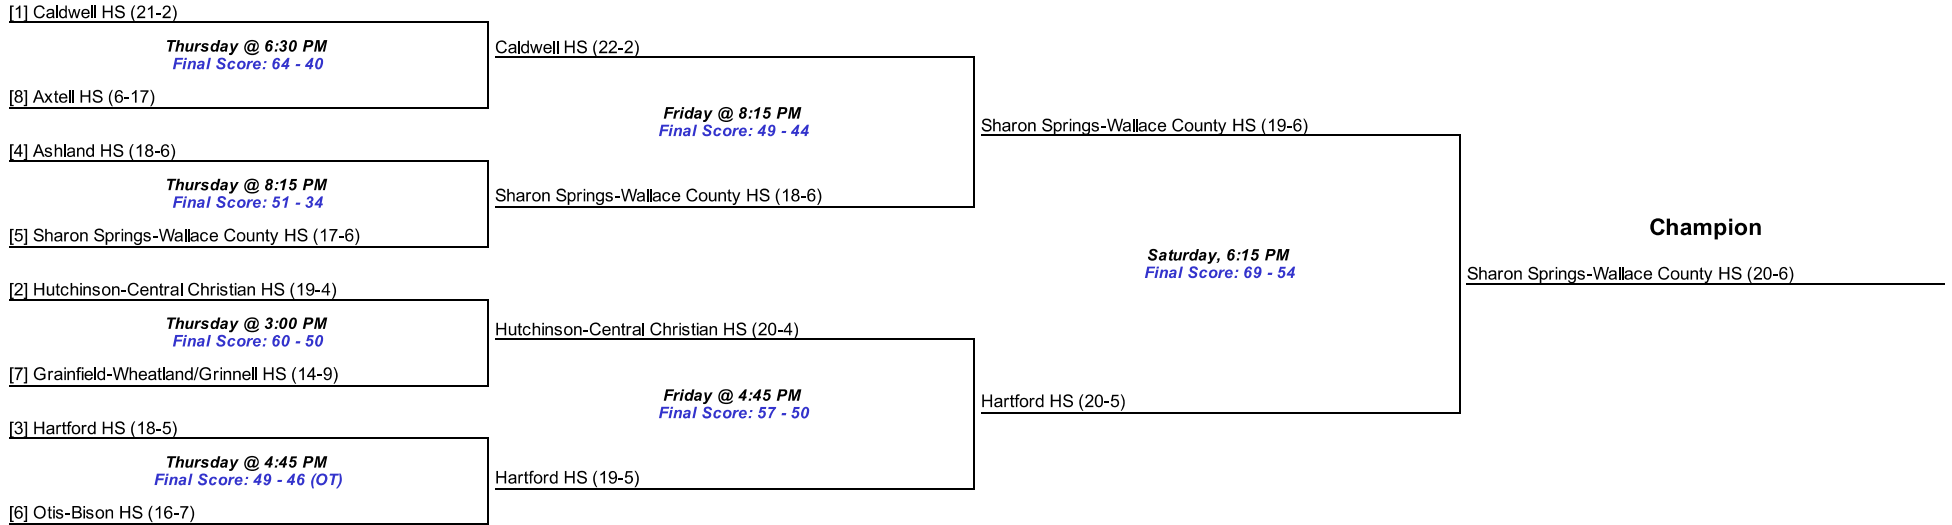 [1] Caldwell HS (21-2)
Thursday @ 6:30 PM
Final Score: 64 - 40
[8] Axtell HS (6-17)
[4] Ashland HS (18-6)
Thursday @ 8:15 PM
Final Score: 51 - 34
[5] Sharon Springs-Wallace County HS (17-6)
[2] Hutchinson-Central Christian HS (19-4)
Thursday @ 3:00 PM
Final Score: 60 - 50
[7] Grainfield-Wheatland/Grinnell HS (14-9)
[3] Hartford HS (18-5)
Thursday @ 4:45 PM
Final Score: 49 - 46 (OT)
[6] Otis-Bison HS (16-7)
Caldwell HS (22-2)
Friday @ 8:15 PM
Final Score: 49 - 44
Sharon Springs-Wallace County HS (18-6)
Hutchinson-Central Christian HS (20-4)
Friday @ 4:45 PM
Final Score: 57 - 50
Hartford HS (19-5)
Sharon Springs-Wallace County HS (19-6)
Saturday, 6:15 PM
Final Score: 69 - 54
Hartford HS (20-5)
Champion
Sharon Springs-Wallace County HS (20-6)